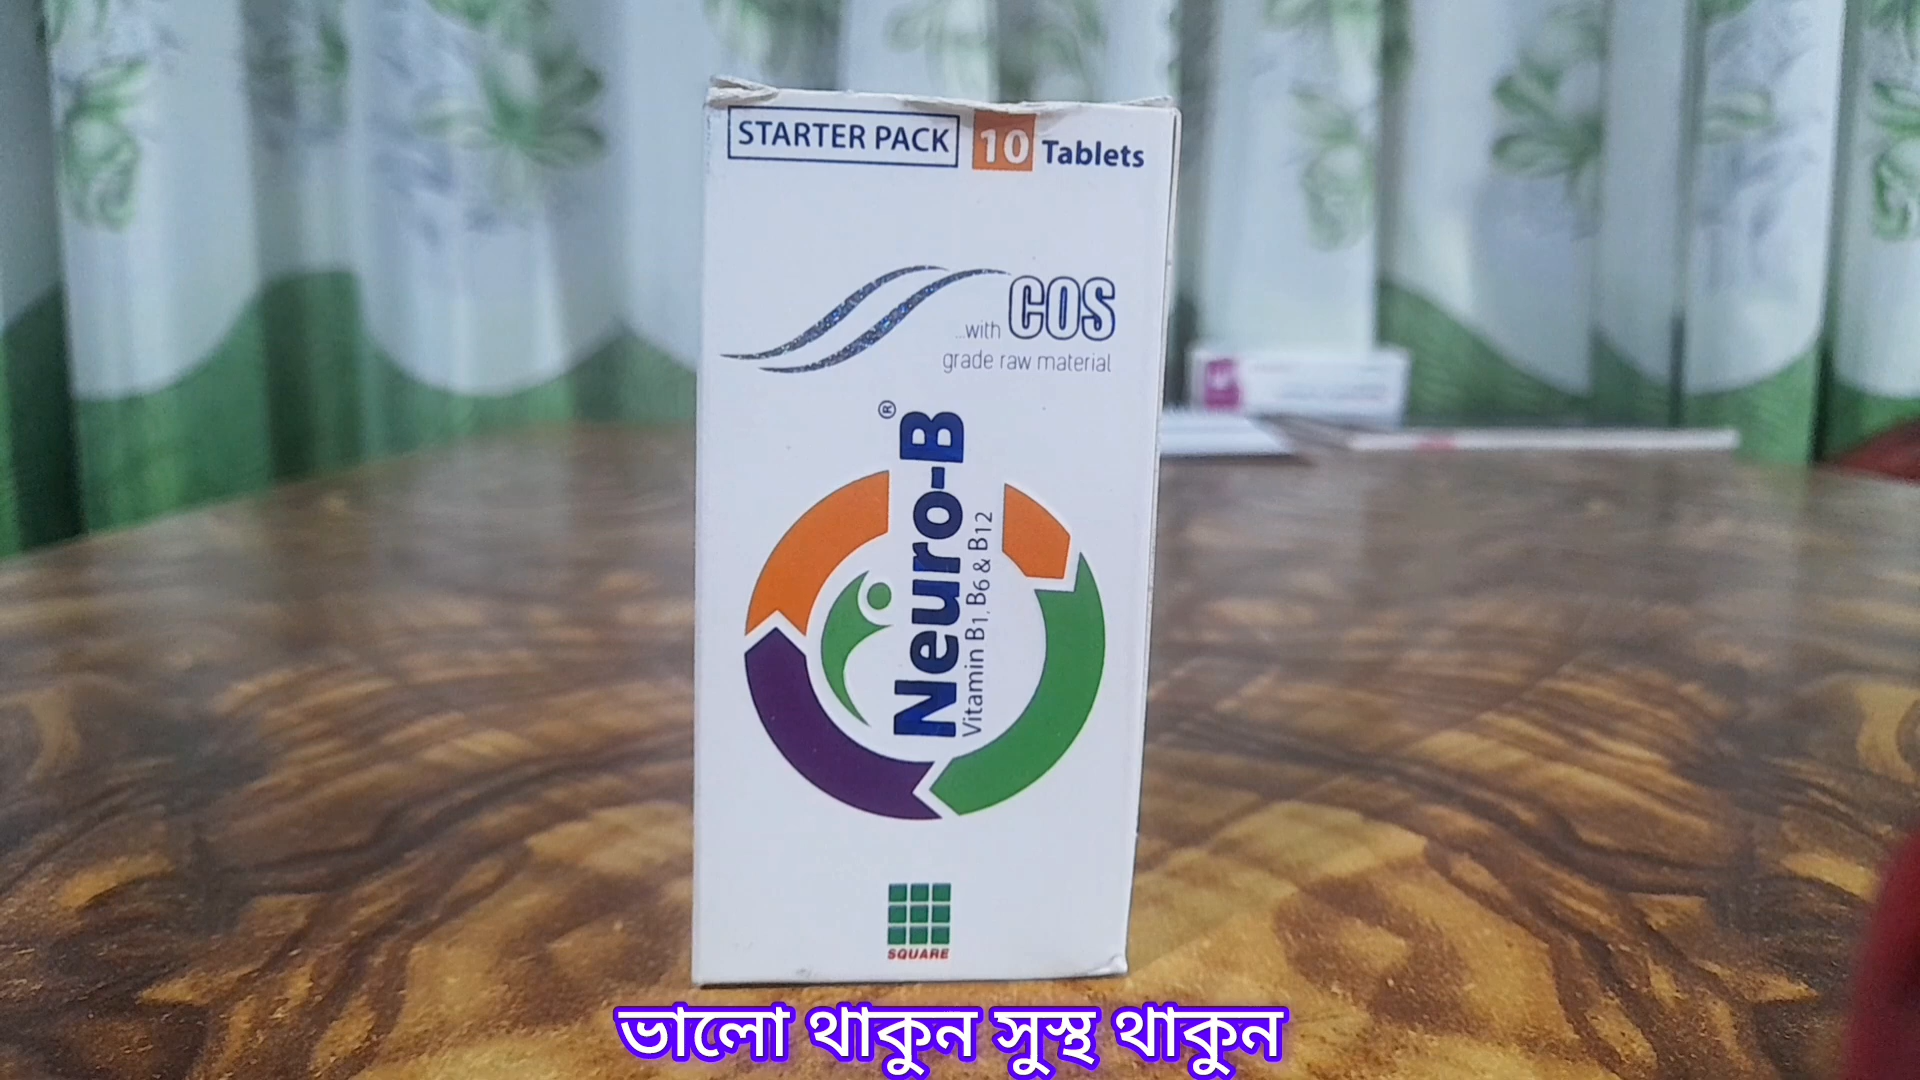 STARTER PACK 10 Tablets
...with COS
grade raw material
Neuro-B®
Vitamin B1, B6 & B12
SQUARE
ভালো থাকুন সুস্থ থাকুন